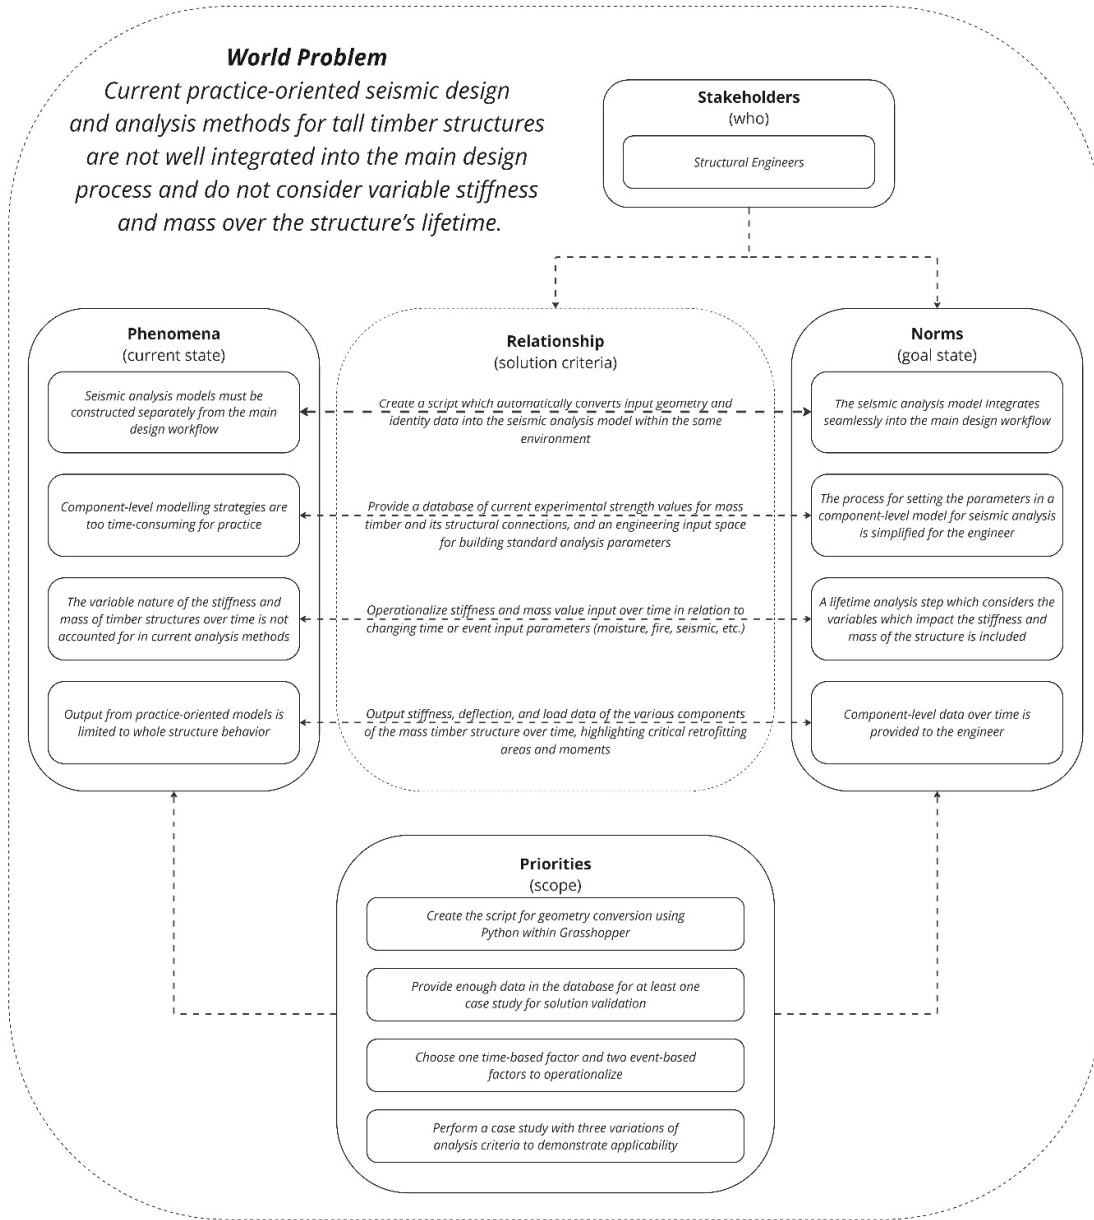 World Problem
Current practice-oriented seismic design
and analysis methods for tall timber structures
are not well integrated into the main design
process and do not consider variable stiffness
and mass over the structure's lifetime.
Stakeholders
(who)
Structural Engineers
Phenomena
(current state)
Seismic analysis models must be
constructed separately from the main
design workflow
Component-level modelling strategies are
too time-consuming for practice
The variable nature of the stiffness and
mass of timber structures over time is not
accounted for in current analysis methods
Output from practice-oriented models is
limited to whole structure behavior
Relationship
(solution criteria)
Create a script which automatically converts input geometry and
identity data into the seismic analysis model within the same
environment
Provide a database of current experimental strength values for mass
timber and its structural connections, and an engineering input space
for building standard analysis parameters
Operationalize stiffness and mass value input over time in relation to
changing time or event input parameters (moisture, fire, seismic, etc.)
Output stiffness, deflection, and load data of the various components
of the mass timber structure over time, highlighting critical retrofitting
areas and moments
Norms
(goal state)
The seismic analysis model integrates
seamlessly into the main design workflow
The process for setting the parameters in a
component-level model for seismic analysis
is simplified for the engineer
A lifetime analysis step which considers the
variables which impact the stiffness and
mass of the structure is included
Component-level data over time is
provided to the engineer
Priorities
(scope)
Create the script for geometry conversion using
Python within Grasshopper
Provide enough data in the database for at least one
case study for solution validation
Choose one time-based factor and two event-based
factors to operationalize
Perform a case study with three variations of
analysis criteria to demonstrate applicability